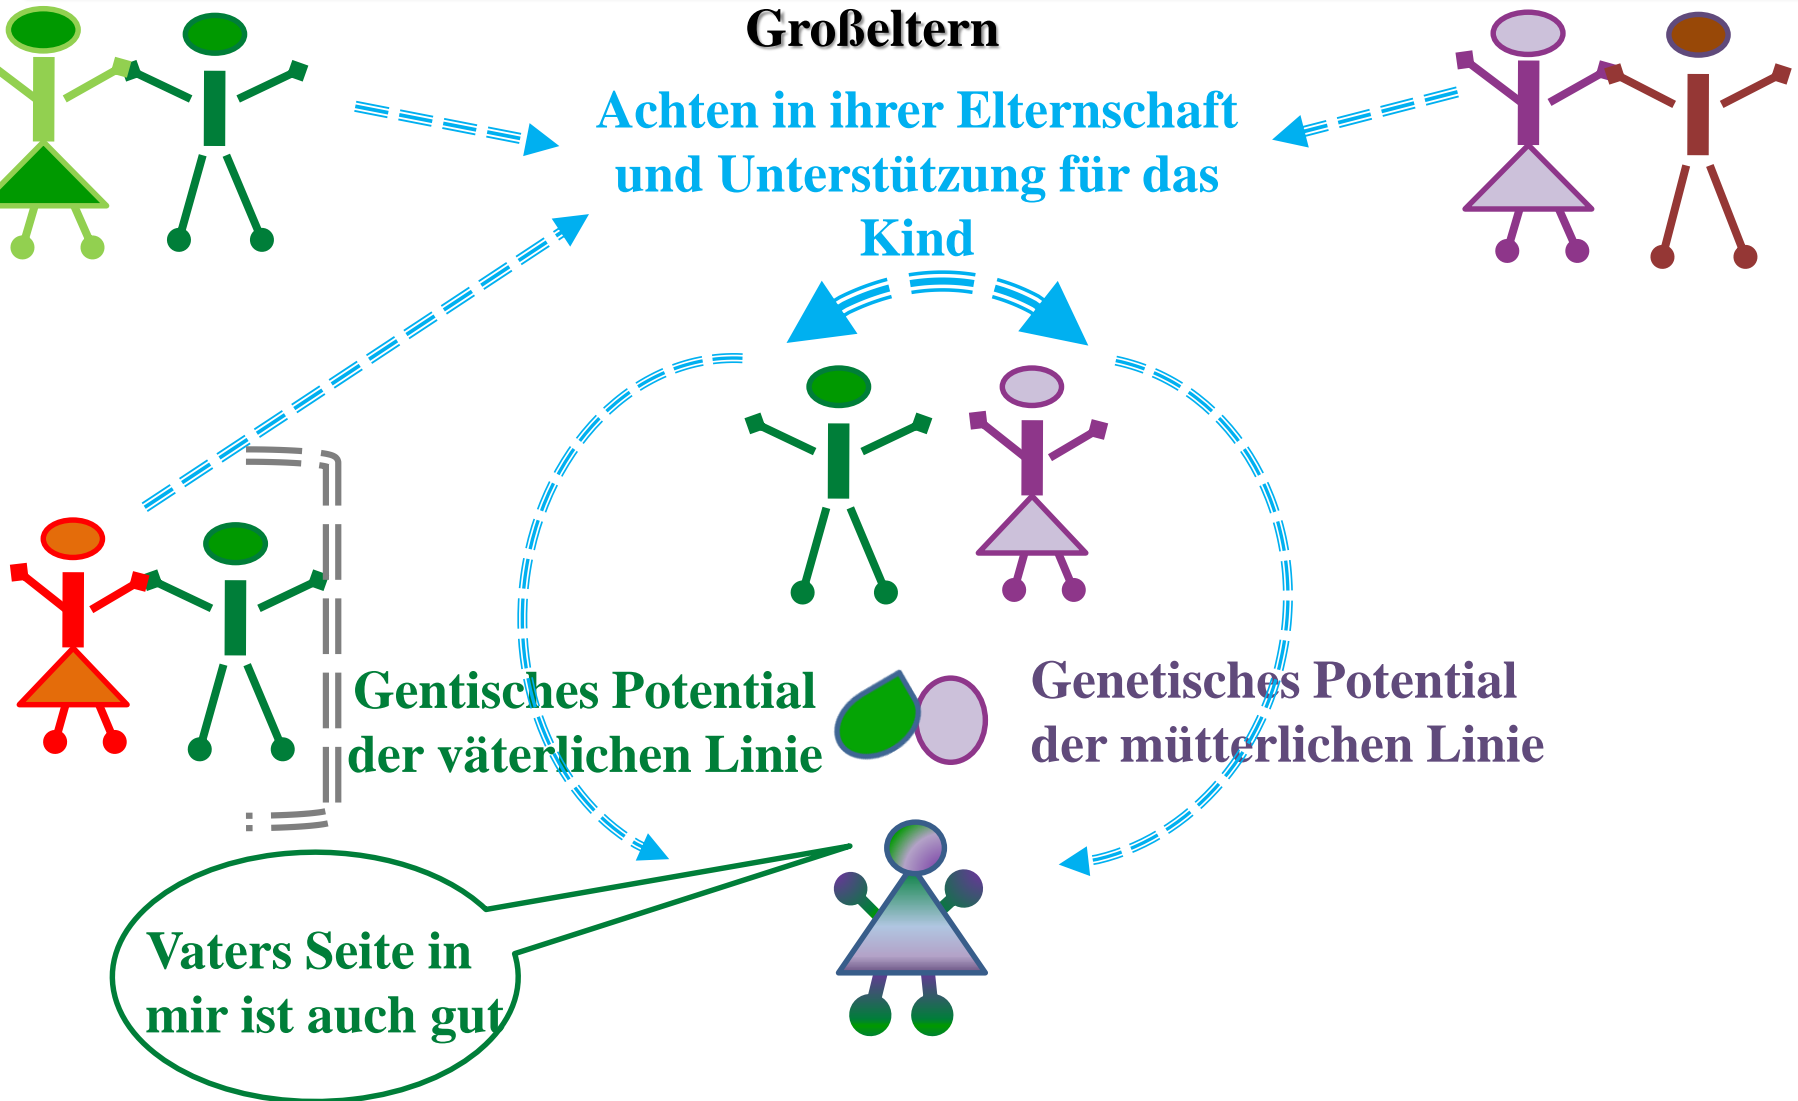 Großeltern
Achten in ihrer Elternschaft
und Unterstützung für das
Kind
Gentisches Potential
der väterlichen Linie
Genetisches Potential
der mütterlichen Linie
Vaters Seite in
mir ist auch gut